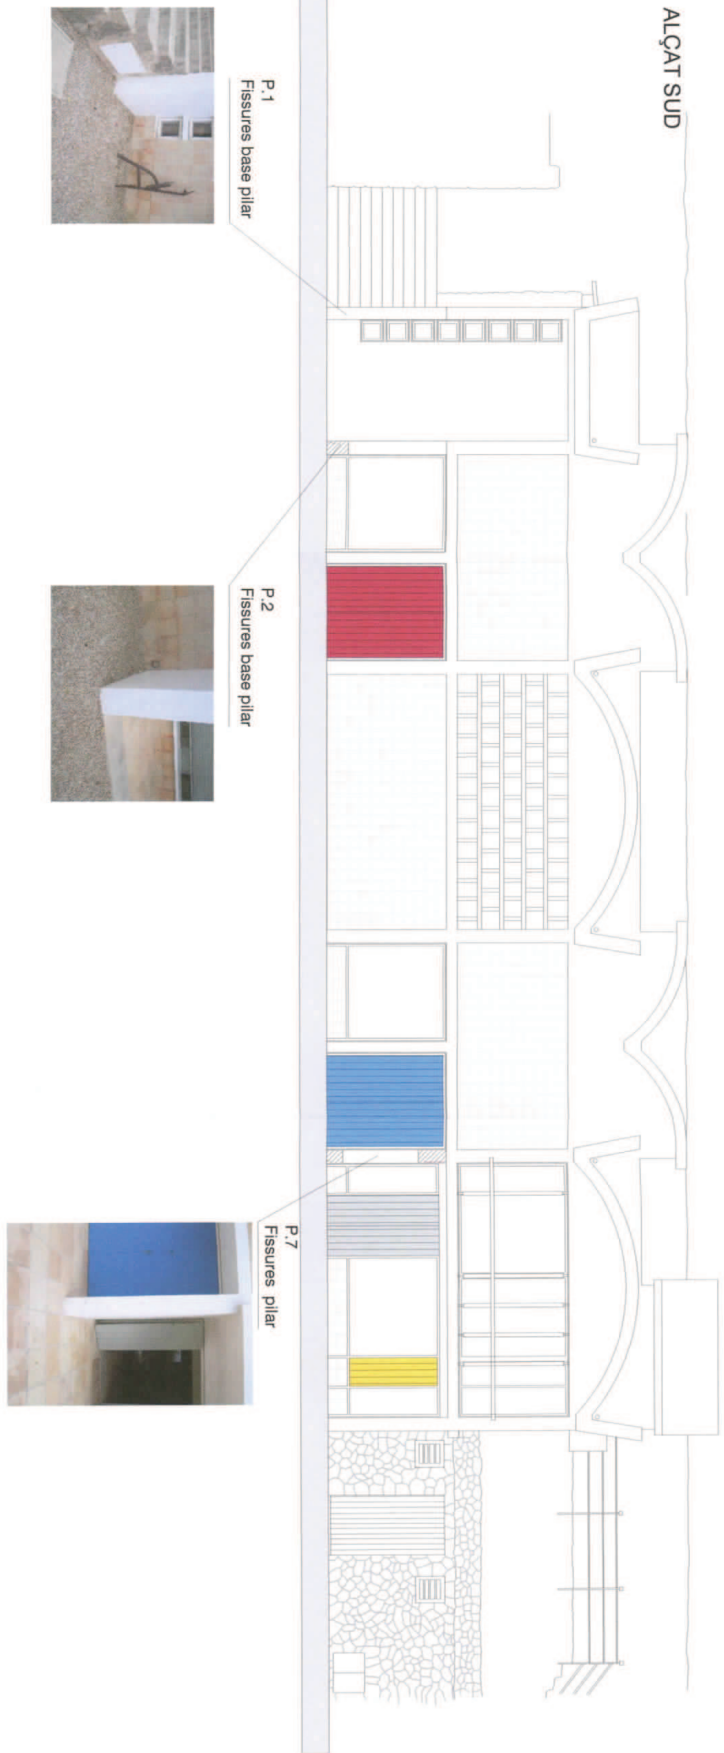 ALÇAT SUD
P.1
Fissures base pilar
P.2
Fissures base pilar
P.7
Fissures pilar